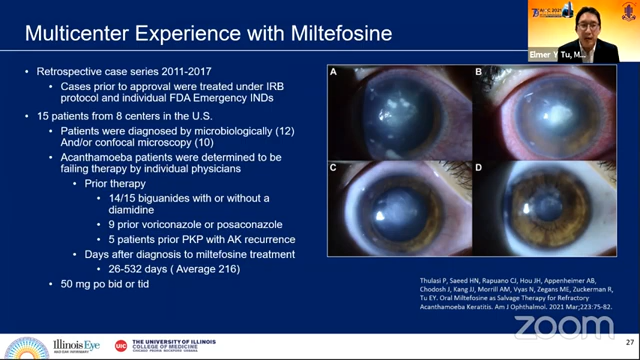 Multicenter Experience with Miltefosine
• Retrospective case series 2011-2017
• Cases prior to approval were treated under IRB
protocol and individual FDA Emergency INDs
• 15 patients from 8 centers in the U.S.
• Patients were diagnosed by microbiologically (12)
And/or confocal microscopy (10)
• Acanthamoeba patients were determined to be
failing therapy by individual physicians
• Prior therapy
• 14/15 biguanides with or without a
diamidine
• 9 prior voriconazole or posaconazole
• 5 patients prior PKP with AK recurrence
• Days after diagnosis to miltefosine treatment
• 26-532 days (Average 216)
• 50 mg po bid or tid
A
B
C
D
Thulasi P, Saeed HN, Rapuano CJ, Hou JH, Appenheimer AB,
Chodosh J, Kang JJ, Morrill AM, Vyas N, Zegans ME, Zuckerman R,
Tu EY. Oral Miltefosine as Salvage Therapy for Refractory
Acanthamoeba Keratitis. Am J Ophthalmol. 2021 Mar;223:75-82.
Elmer Y Tu, M...
Illinois Eye
UIC
THE UNIVERSITY OF ILLINOIS
COLLEGE OF MEDICINE
CHICAGO PEORIA ROCKFORD URBANA
zoom
27